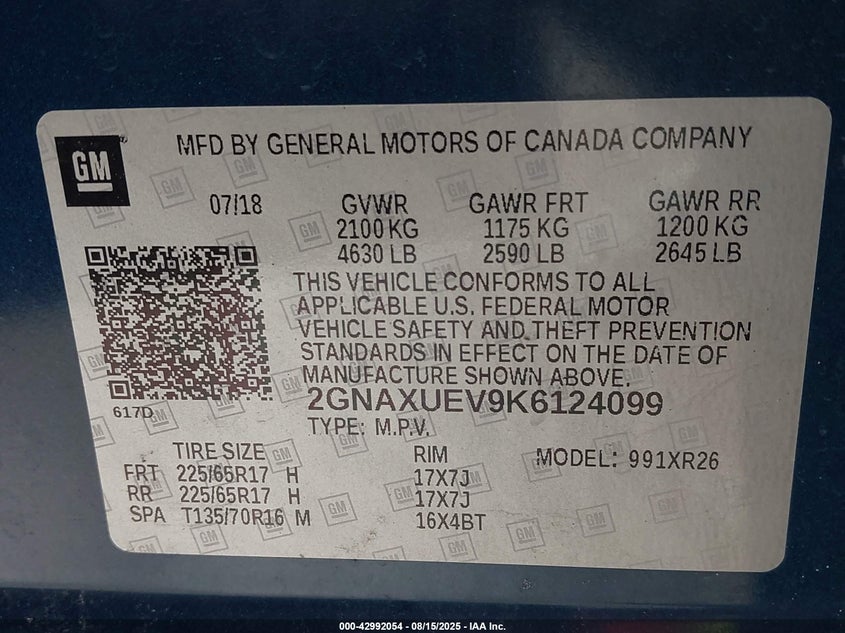 GM
MFD BY GENERAL MOTORS OF CANADA COMPANY
07/18 GVWR GAWR FRT GAWR RR
2100 KG 1175 KG 1200 KG
4630 LB 2590 LB 2645 LB
THIS VEHICLE CONFORMS TO ALL
APPLICABLE U.S. FEDERAL MOTOR
VEHICLE SAFETY AND THEFT PREVENTION
STANDARDS IN EFFECT ON THE DATE OF
MANUFACTURE SHOWN ABOVE.
617D
2GNAXUEV9K6124099
TYPE: M.P.V.
TIRE SIZE RIM MODEL: 991XR26
FRT 225/65R17 H 17X7J
RR 225/65R17 H 17X7J
SPA T135/70R16 M 16X4BT
000-42992054 - 08/15/2025 - IAA Inc.